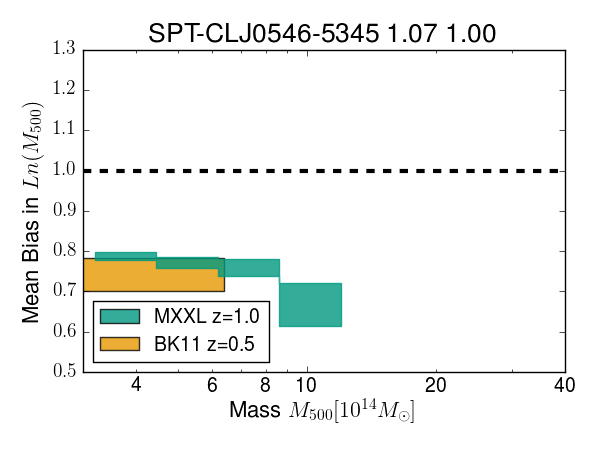 SPT-CLJ0546-5345 1.07 1.00
1.3
1.2
1.1
1.0
0.9
0.8
0.7
0.6
0.5
Mean Bias in Ln(M₅₀₀)
MXXL z=1.0
BK11 z=0.5
4 6 8 10 20 40
Mass M₅₀₀[10¹⁴M☉]